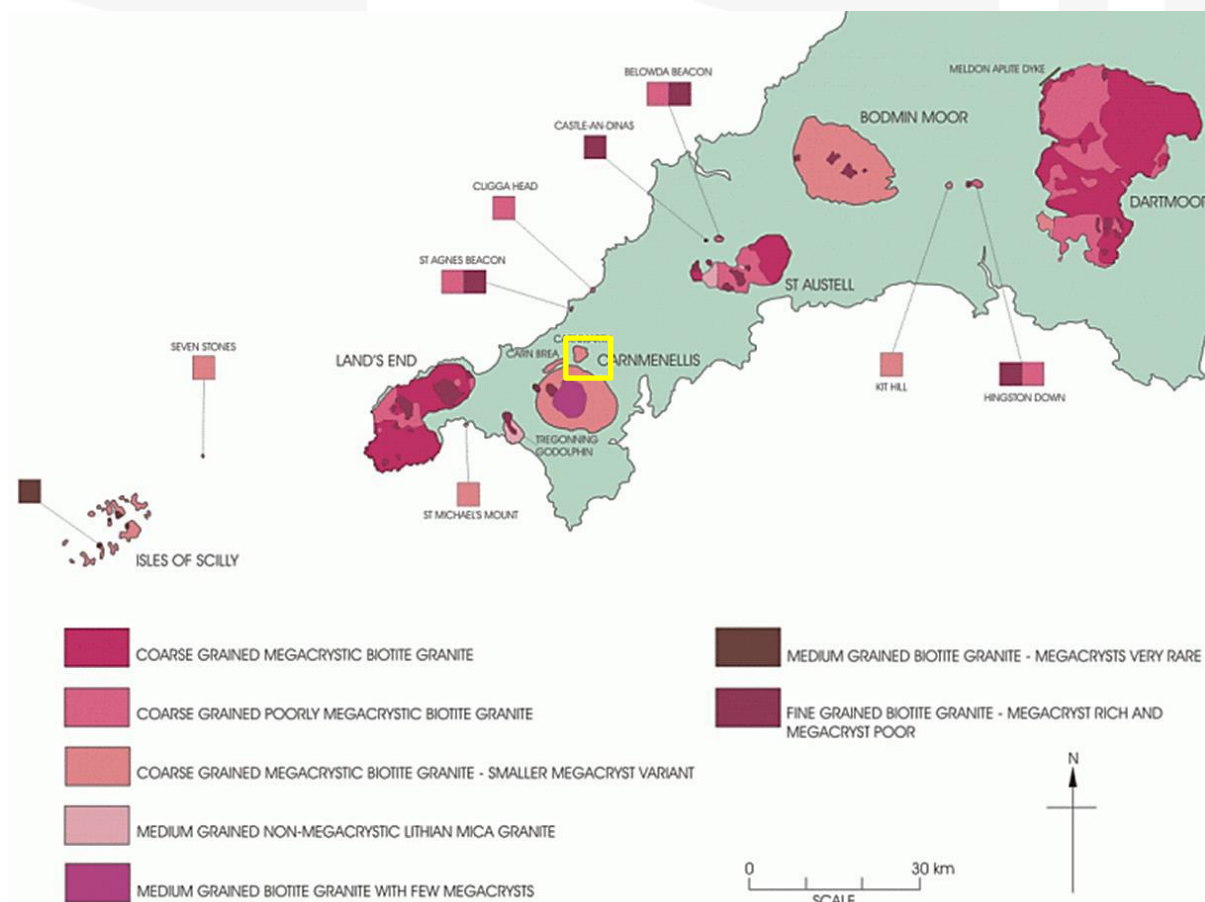 MELDON APLITE DYKE
BELOWDA BEACON
BODMIN MOOR
CASTLE-AN-DINAS
CLIGGA HEAD
DARTMOOR
ST AGNES BEACON
ST AUSTELL
SEVEN STONES
LAND'S END
CARN BREA
CARNMENELLIS
KIT HILL
HINGSTON DOWN
TREGONNING
GODOLPHIN
ST MICHAEL'S MOUNT
ISLES OF SCILLY
COARSE GRAINED MEGACRYSTIC BIOTITE GRANITE
COARSE GRAINED POORLY MEGACRYSTIC BIOTITE GRANITE
COARSE GRAINED MEGACRYSTIC BIOTITE GRANITE - SMALLER MEGACRYST VARIANT
MEDIUM GRAINED NON-MEGACRYSTIC LITHIAN MICA GRANITE
MEDIUM GRAINED BIOTITE GRANITE WITH FEW MEGACRYSTS
MEDIUM GRAINED BIOTITE GRANITE - MEGACRYSTS VERY RARE
FINE GRAINED BIOTITE GRANITE - MEGACRYST RICH AND
MEGACRYST POOR
N
0 30 km
SCALE